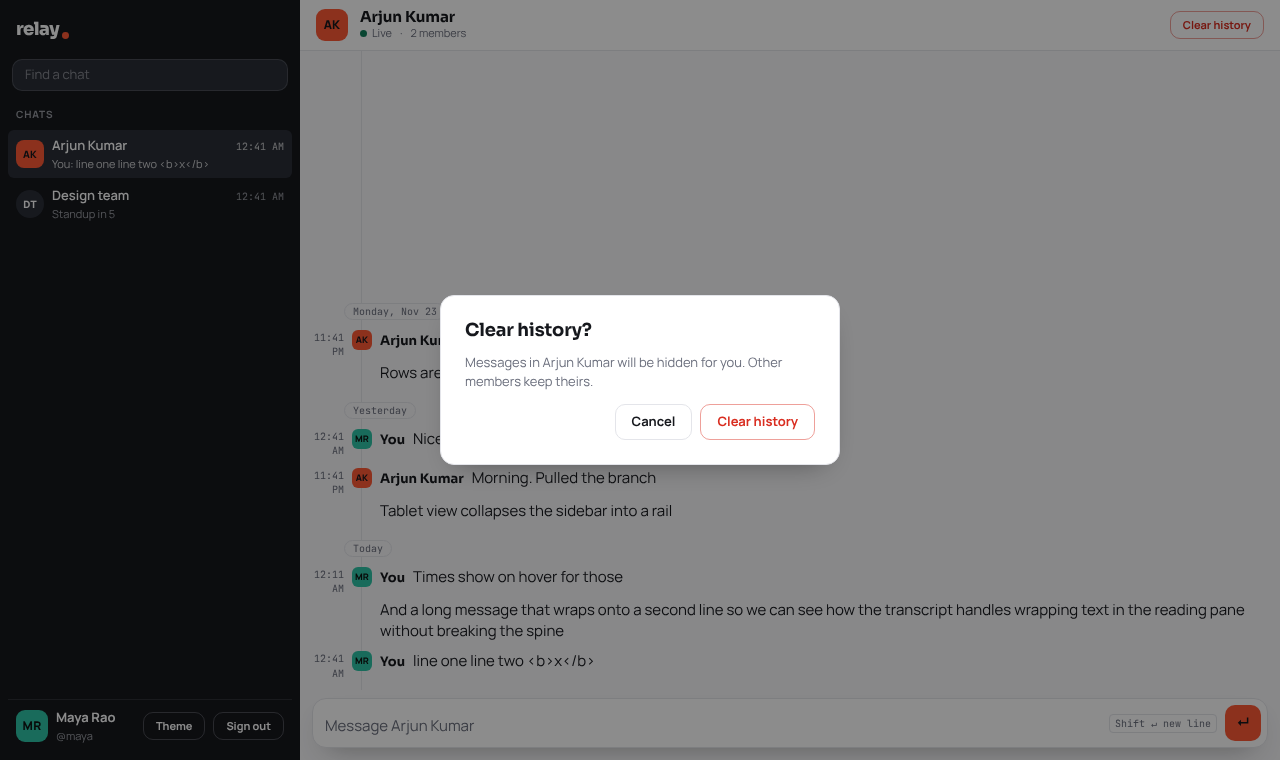 relay.
Find a chat
CHATS
AK
Arjun Kumar
12:41 AM
You: line one line two <b>x</b>
DT
Design team
12:41 AM
Standup in 5
MR
Maya Rao
@maya
Theme
Sign out
AK
Arjun Kumar
Live · 2 members
Clear history
Monday, Nov 23
11:41 PM
AK
Arjun Ku
Rows are
Yesterday
12:41 AM
MR
You Nice
11:41 PM
AK
Arjun Kumar Morning. Pulled the branch
Tablet view collapses the sidebar into a rail
Today
12:11 AM
MR
You Times show on hover for those
And a long message that wraps onto a second line so we can see how the transcript handles wrapping text in the reading pane
without breaking the spine
12:41 AM
MR
You line one line two <b>x</b>
Message Arjun Kumar
Shift ↵ new line
↵
Clear history?
Messages in Arjun Kumar will be hidden for you. Other
members keep theirs.
Cancel
Clear history